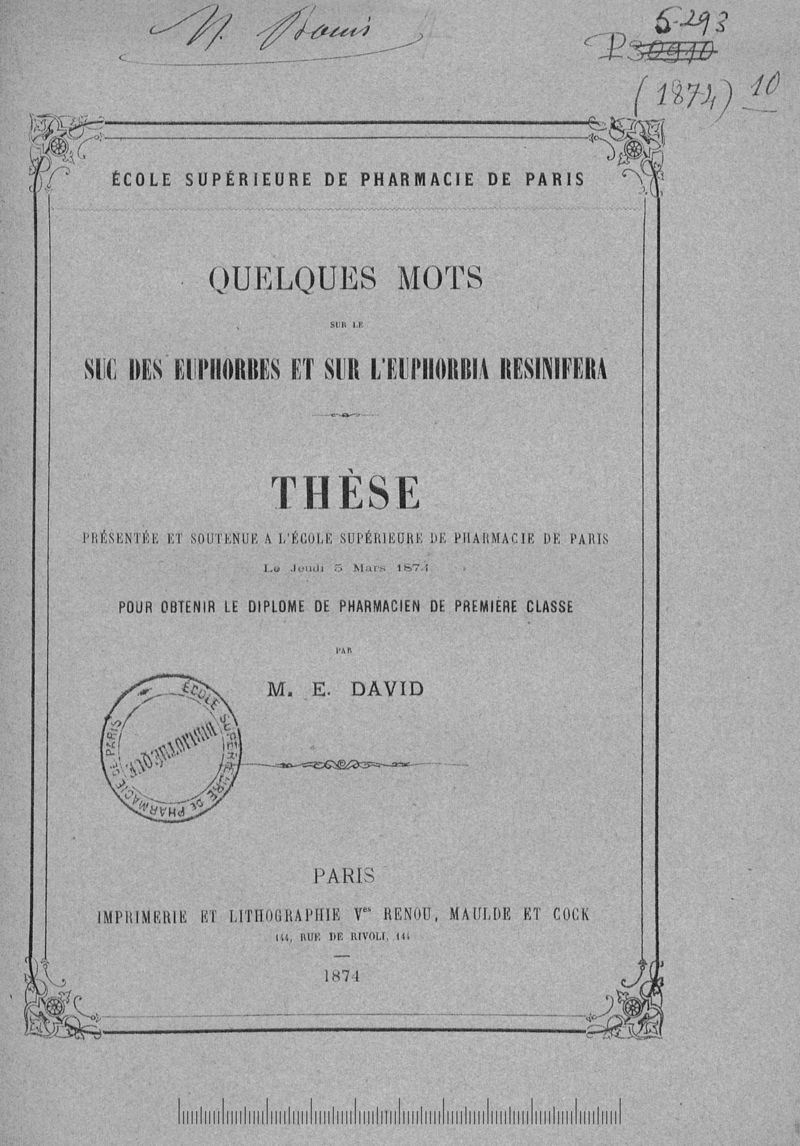 M. Bouis
5-293
P30910
(1874) 10
ÉCOLE SUPÉRIEURE DE PHARMACIE DE PARIS
QUELQUES MOTS
SUR LE
SUC DES EUPHORBES ET SUR L'EUPHORBIA RESINIFERA
THÈSE
PRÉSENTÉE ET SOUTENUE A L'ÉCOLE SUPÉRIEURE DE PHARMACIE DE PARIS
Le Jeudi 5 Mars 1874
POUR OBTENIR LE DIPLOME DE PHARMACIEN DE PREMIÈRE CLASSE
PAR
M. E. DAVID
ÉCOLE SUPÉRIEURE DE PHARMACIE DE PARIS
BIBLIOTHÈQUE
PARIS
IMPRIMERIE ET LITHOGRAPHIE Ves RENOU, MAULDE ET COCK
144, RUE DE RIVOLI, 144
1874